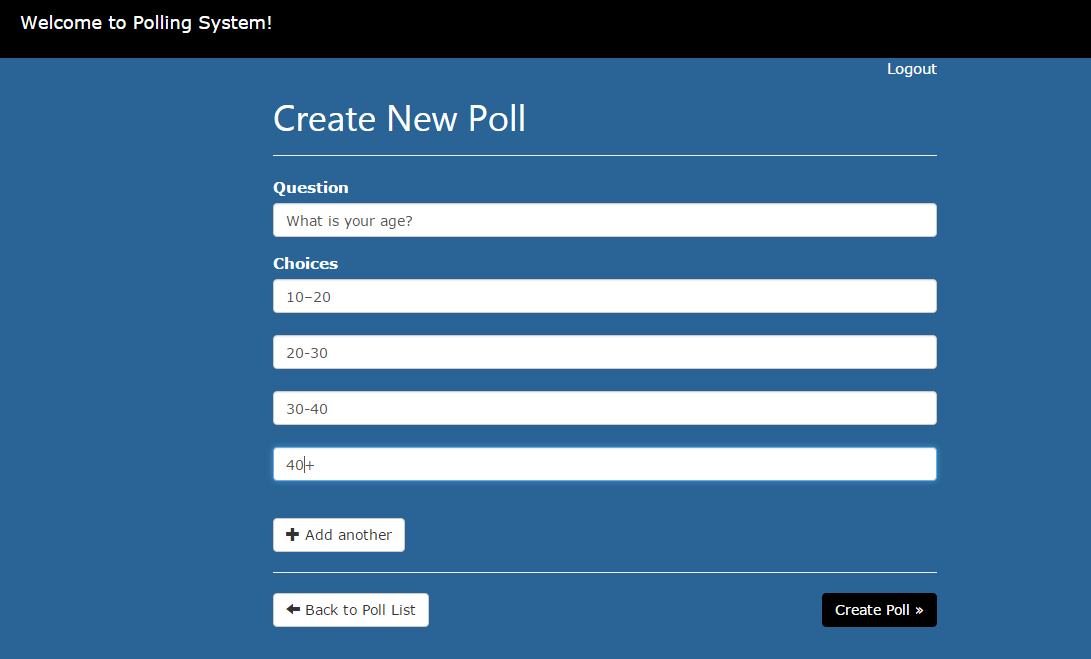 Welcome to Polling System!
Logout
Create New Poll
Question
What is your age?
Choices
10–20
20-30
30-40
40+
Add another
Back to Poll List
Create Poll »